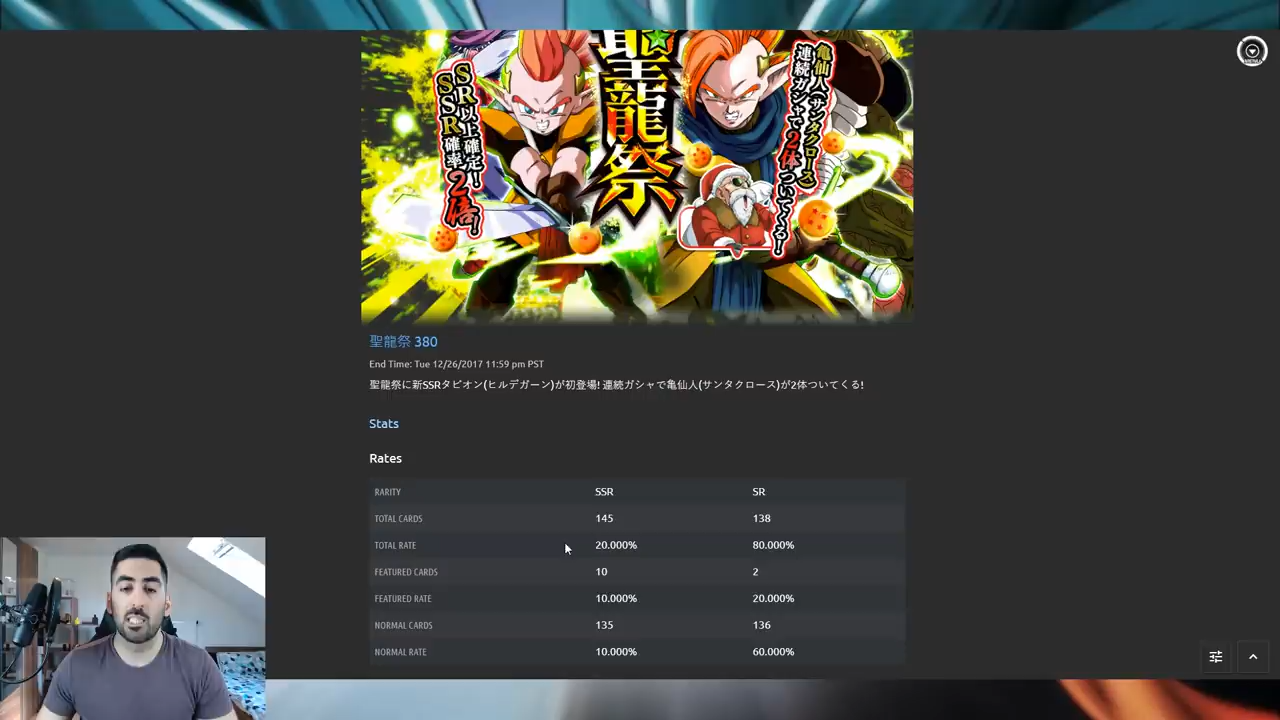 聖龍祭
SR以上確定!!
SSR確率2倍!
亀仙人(サンタクロース)
連続ガシャで2体ついてくる!
聖龍祭 380
End Time: Tue 12/26/2017 11:59 pm PST
聖龍祭に新SSRタピオン(ヒルデガーン)が初登場! 連続ガシャで亀仙人(サンタクロース)が2体ついてくる!
Stats
Rates
RARITY SSR SR
TOTAL CARDS 145 138
TOTAL RATE 20.000% 80.000%
FEATURED CARDS 10 2
FEATURED RATE 10.000% 20.000%
NORMAL CARDS 135 136
NORMAL RATE 10.000% 60.000%